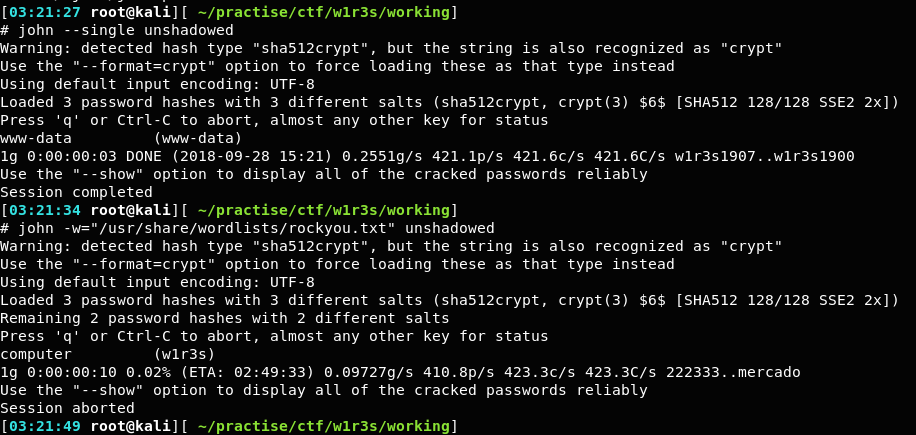 [03:21:27 root@kali][ ~/practise/ctf/w1r3s/working]
# john --single unshadowed
Warning: detected hash type "sha512crypt", but the string is also recognized as "crypt"
Use the "--format=crypt" option to force loading these as that type instead
Using default input encoding: UTF-8
Loaded 3 password hashes with 3 different salts (sha512crypt, crypt(3) $6$ [SHA512 128/128 SSE2 2x])
Press 'q' or Ctrl-C to abort, almost any other key for status
www-data         (www-data)
1g 0:00:00:03 DONE (2018-09-28 15:21) 0.2551g/s 421.1p/s 421.6c/s 421.6C/s w1r3s1907..w1r3s1900
Use the "--show" option to display all of the cracked passwords reliably
Session completed
[03:21:34 root@kali][ ~/practise/ctf/w1r3s/working]
# john -w="/usr/share/wordlists/rockyou.txt" unshadowed
Warning: detected hash type "sha512crypt", but the string is also recognized as "crypt"
Use the "--format=crypt" option to force loading these as that type instead
Using default input encoding: UTF-8
Loaded 3 password hashes with 3 different salts (sha512crypt, crypt(3) $6$ [SHA512 128/128 SSE2 2x])
Remaining 2 password hashes with 2 different salts
Press 'q' or Ctrl-C to abort, almost any other key for status
computer         (w1r3s)
1g 0:00:00:10 0.02% (ETA: 02:49:33) 0.09727g/s 410.8p/s 423.3c/s 423.3C/s 222333..mercado
Use the "--show" option to display all of the cracked passwords reliably
Session aborted
[03:21:49 root@kali][ ~/practise/ctf/w1r3s/working]